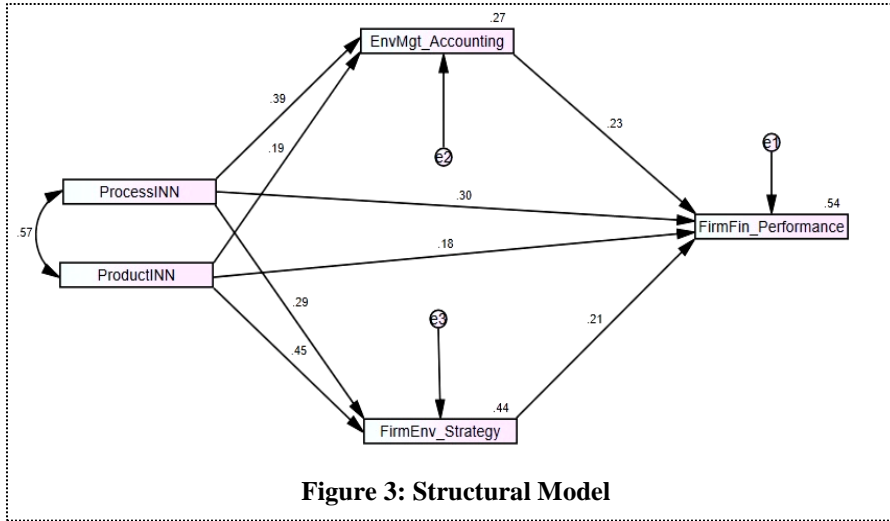 .27
EnvMgt_Accounting
.39
.23
.19
e2
e1
ProcessINN
.30
.54
.57
FirmFin_Performance
.18
ProductINN
.29
e3
.21
.45
.44
FirmEnv_Strategy
Figure 3: Structural Model